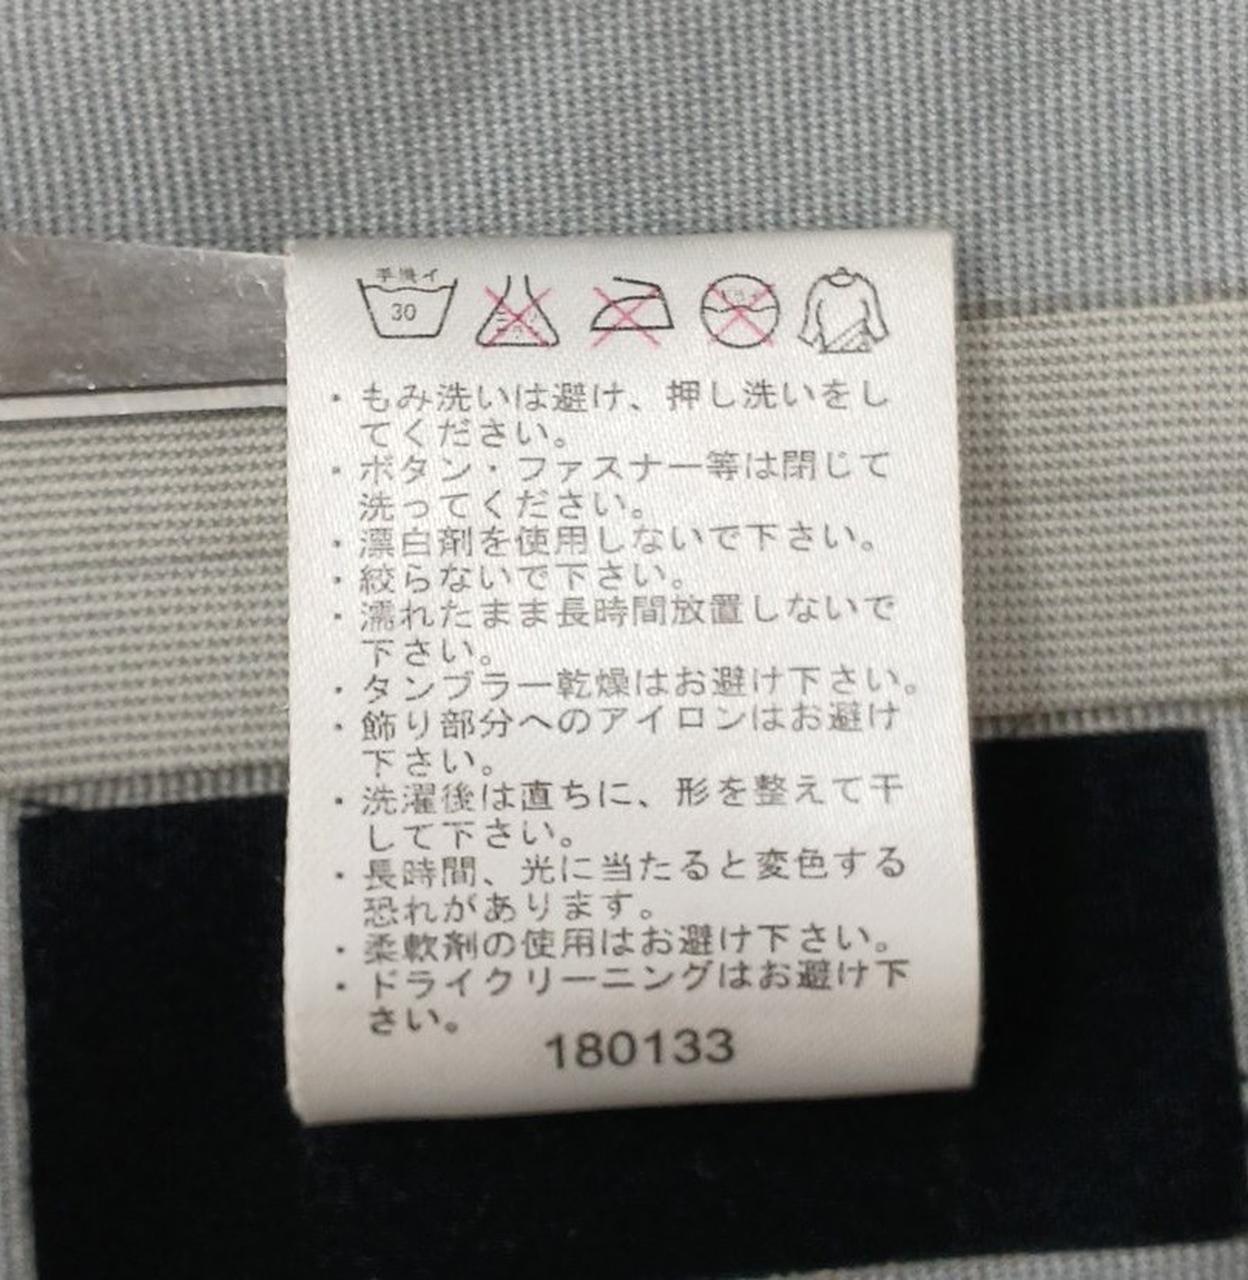 手洗イ
30
・もみ洗いは避け、押し洗いをし
てください。
・ボタン・ファスナー等は閉じて
洗ってください。
・漂白剤を使用しないで下さい。
・絞らないで下さい。
・濡れたまま長時間放置しないで
下さい。
・タンブラー乾燥はお避け下さい。
・飾り部分へのアイロンはお避け
下さい。
・洗濯後は直ちに、形を整えて干
して下さい。
・長時間、光に当たると変色する
恐れがあります。
・柔軟剤の使用はお避け下さい。
・ドライクリーニングはお避け下
さい。
180133